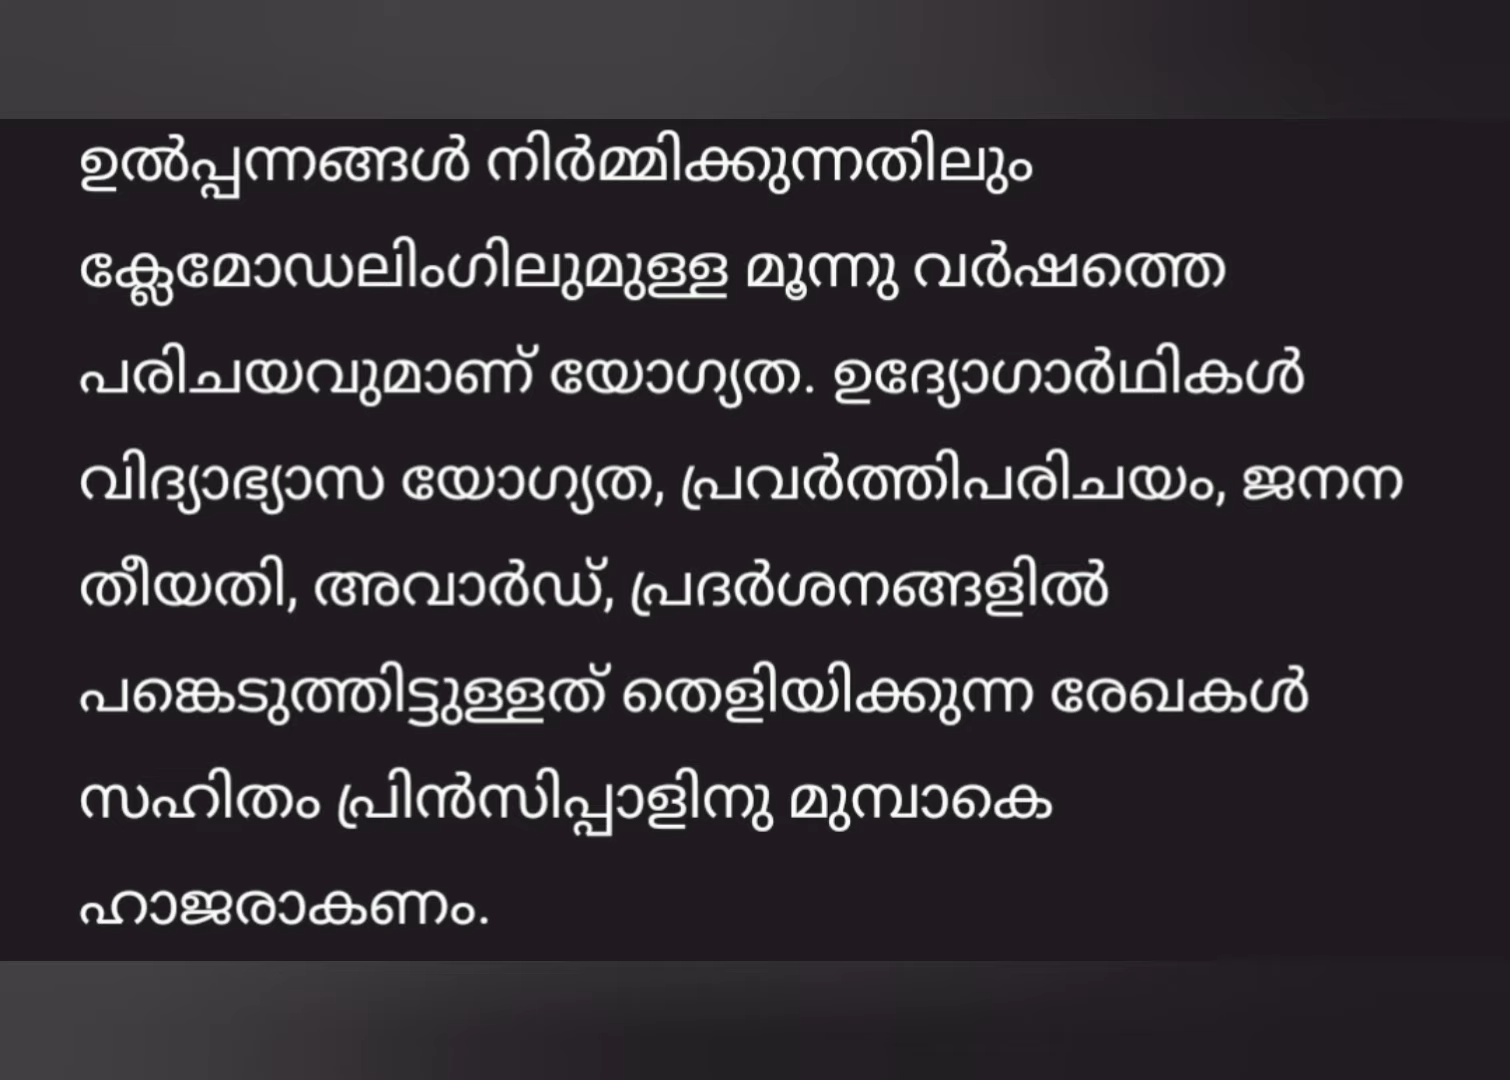 ഉൽപ്പന്നങ്ങൾ നിർമ്മിക്കുന്നതിലും
ക്ലേമോഡലിംഗിലുമുള്ള മൂന്നു വർഷത്തെ
പരിചയവുമാണ് യോഗ്യത. ഉദ്യോഗാർഥികൾ
വിദ്യാഭ്യാസ യോഗ്യത, പ്രവർത്തിപരിചയം, ജനന
തീയതി, അവാർഡ്, പ്രദർശനങ്ങളിൽ
പങ്കെടുത്തിട്ടുള്ളത് തെളിയിക്കുന്ന രേഖകൾ
സഹിതം പ്രിൻസിപ്പാളിനു മുമ്പാകെ
ഹാജരാകണം.